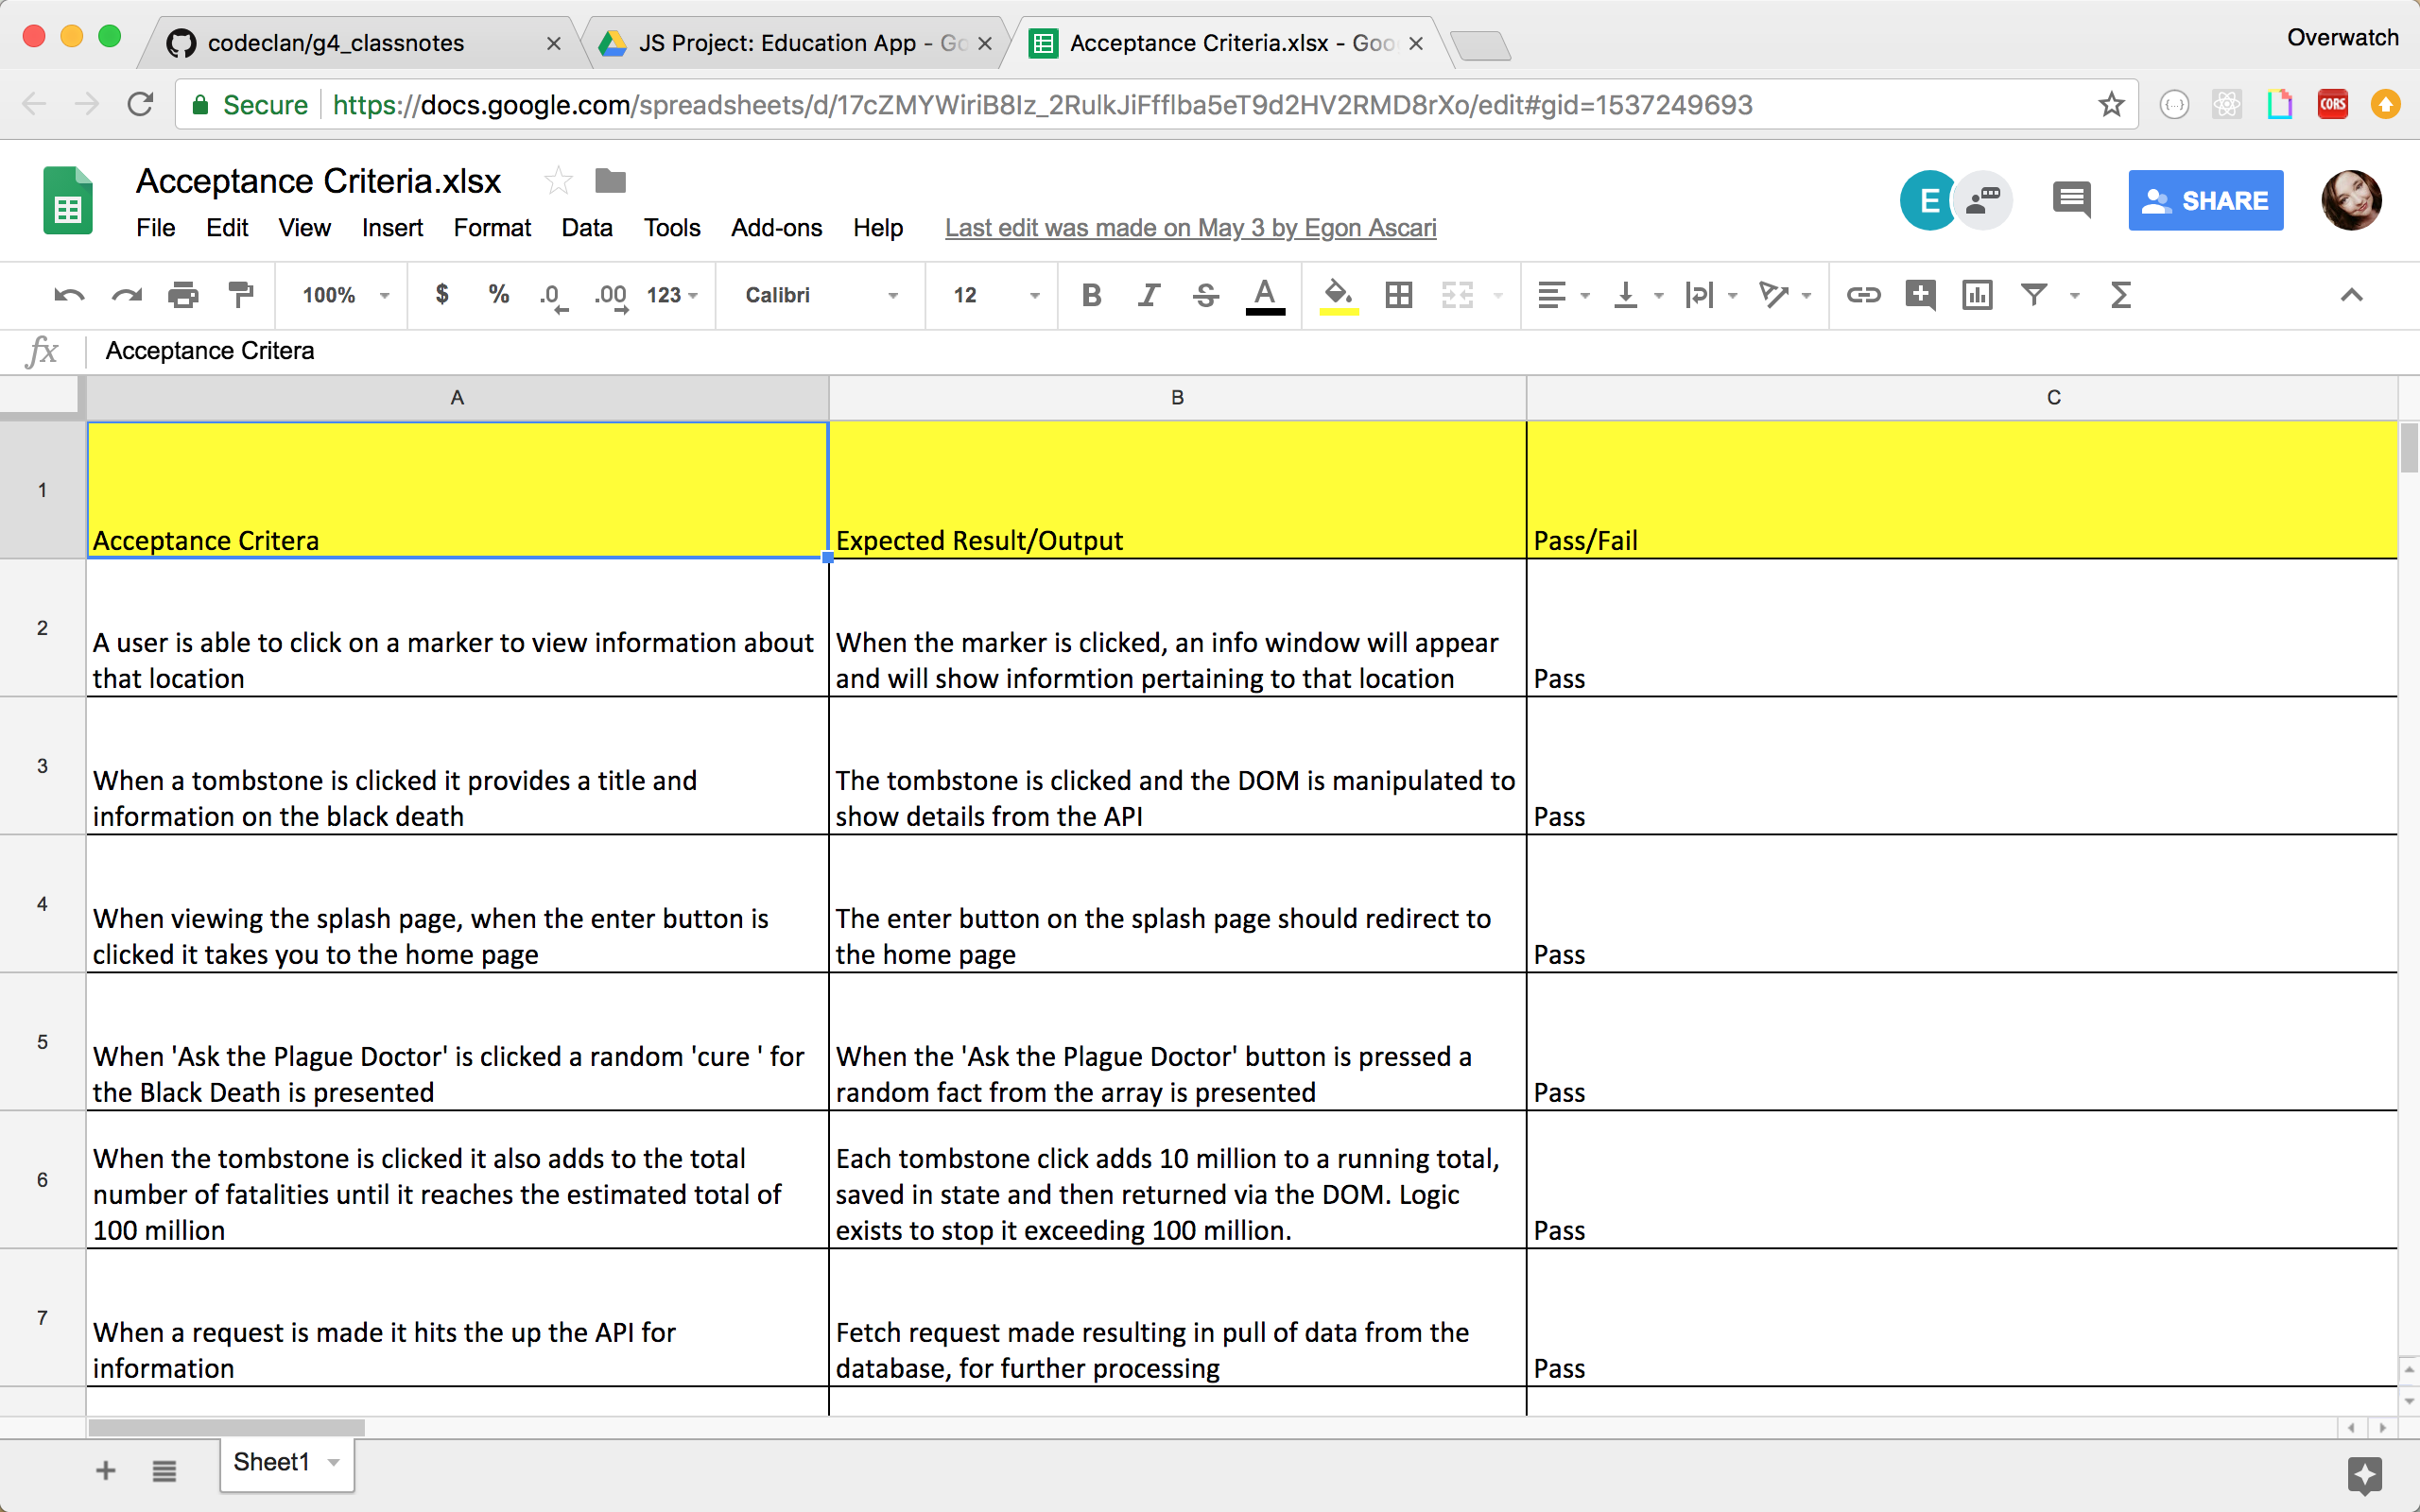 codeclan/g4_classnotes
JS Project: Education App - Go
Acceptance Criteria.xlsx - Goo
Overwatch
Secure
https://docs.google.com/spreadsheets/d/17cZMYWiriB8Iz_2RulkJiFfflba5eT9d2HV2RMD8rXo/edit#gid=1537249693
{...}
CORS
Acceptance Criteria.xlsx
E
SHARE
File Edit View Insert Format Data Tools Add-ons Help Last edit was made on May 3 by Egon Ascari
100% $ % .0 .00 123 Calibri 12 B I S A Σ
fx Acceptance Critera
A B C
1 Acceptance Critera Expected Result/Output Pass/Fail
2
A user is able to click on a marker to view information about
that location
When the marker is clicked, an info window will appear
and will show informtion pertaining to that location
Pass
3
When a tombstone is clicked it provides a title and
information on the black death
The tombstone is clicked and the DOM is manipulated to
show details from the API
Pass
4
When viewing the splash page, when the enter button is
clicked it takes you to the home page
The enter button on the splash page should redirect to
the home page
Pass
5
When 'Ask the Plague Doctor' is clicked a random 'cure ' for
the Black Death is presented
When the 'Ask the Plague Doctor' button is pressed a
random fact from the array is presented
Pass
6
When the tombstone is clicked it also adds to the total
number of fatalities until it reaches the estimated total of
100 million
Each tombstone click adds 10 million to a running total,
saved in state and then returned via the DOM. Logic
exists to stop it exceeding 100 million.
Pass
7
When a request is made it hits the up the API for
information
Fetch request made resulting in pull of data from the
database, for further processing
Pass
Sheet1